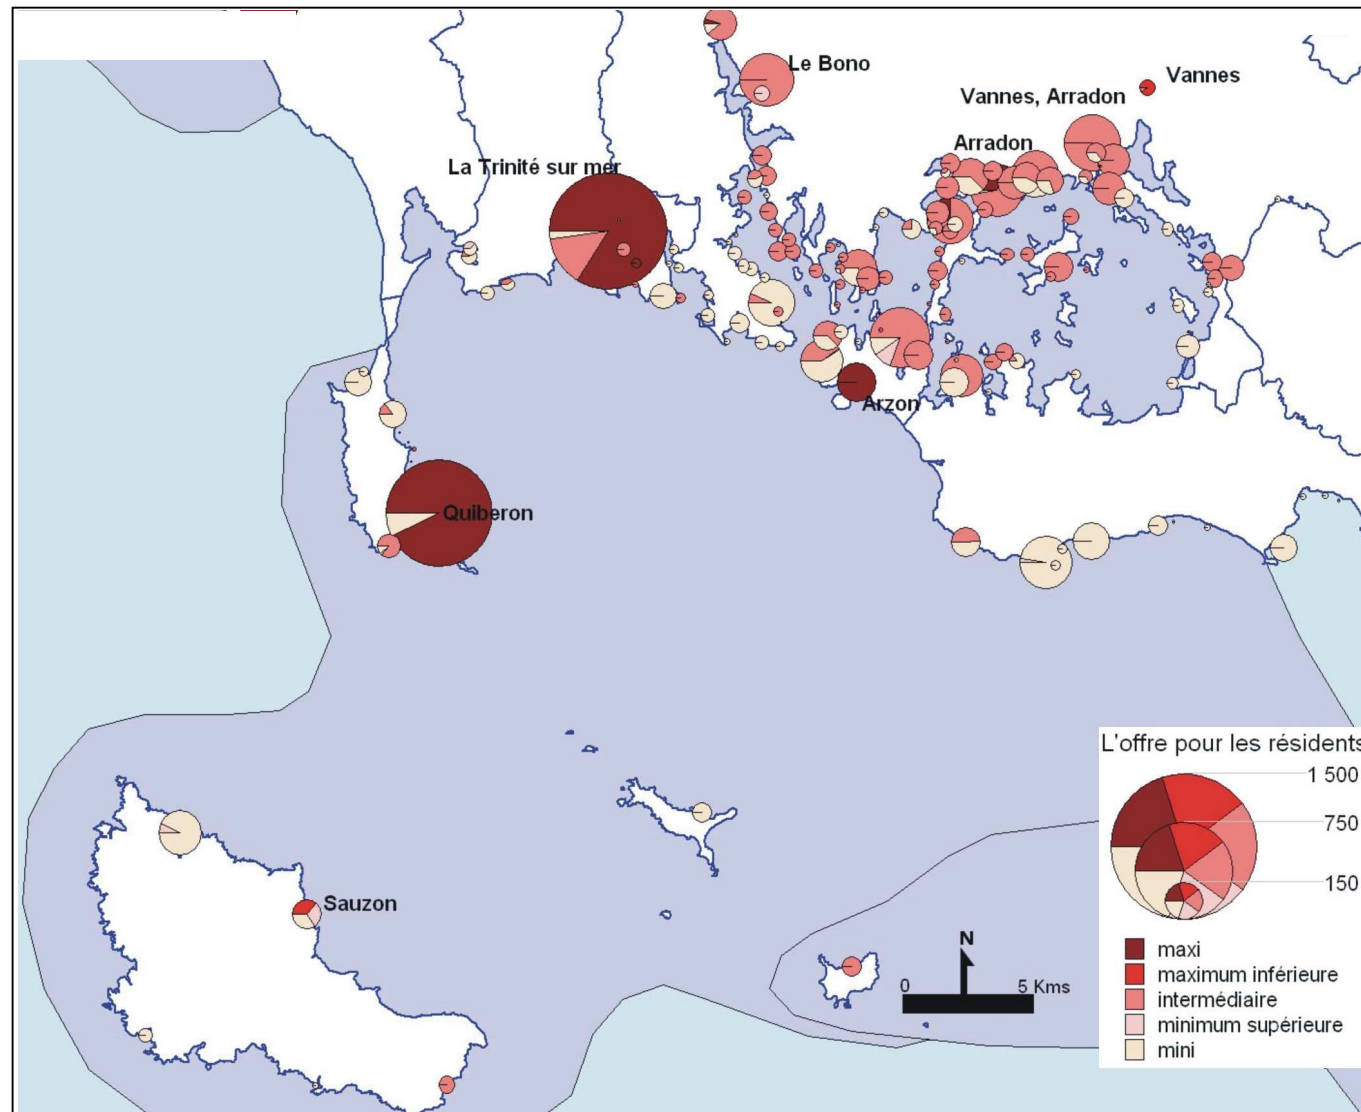 Le Bono
Vannes
Vannes, Arradon
Arradon
La Trinité sur mer
Arzon
Quiberon
L'offre pour les résidents
1 500
750
150
Sauzon
N
0 5 Kms
maxi
maximum inférieure
intermédiaire
minimum supérieure
mini